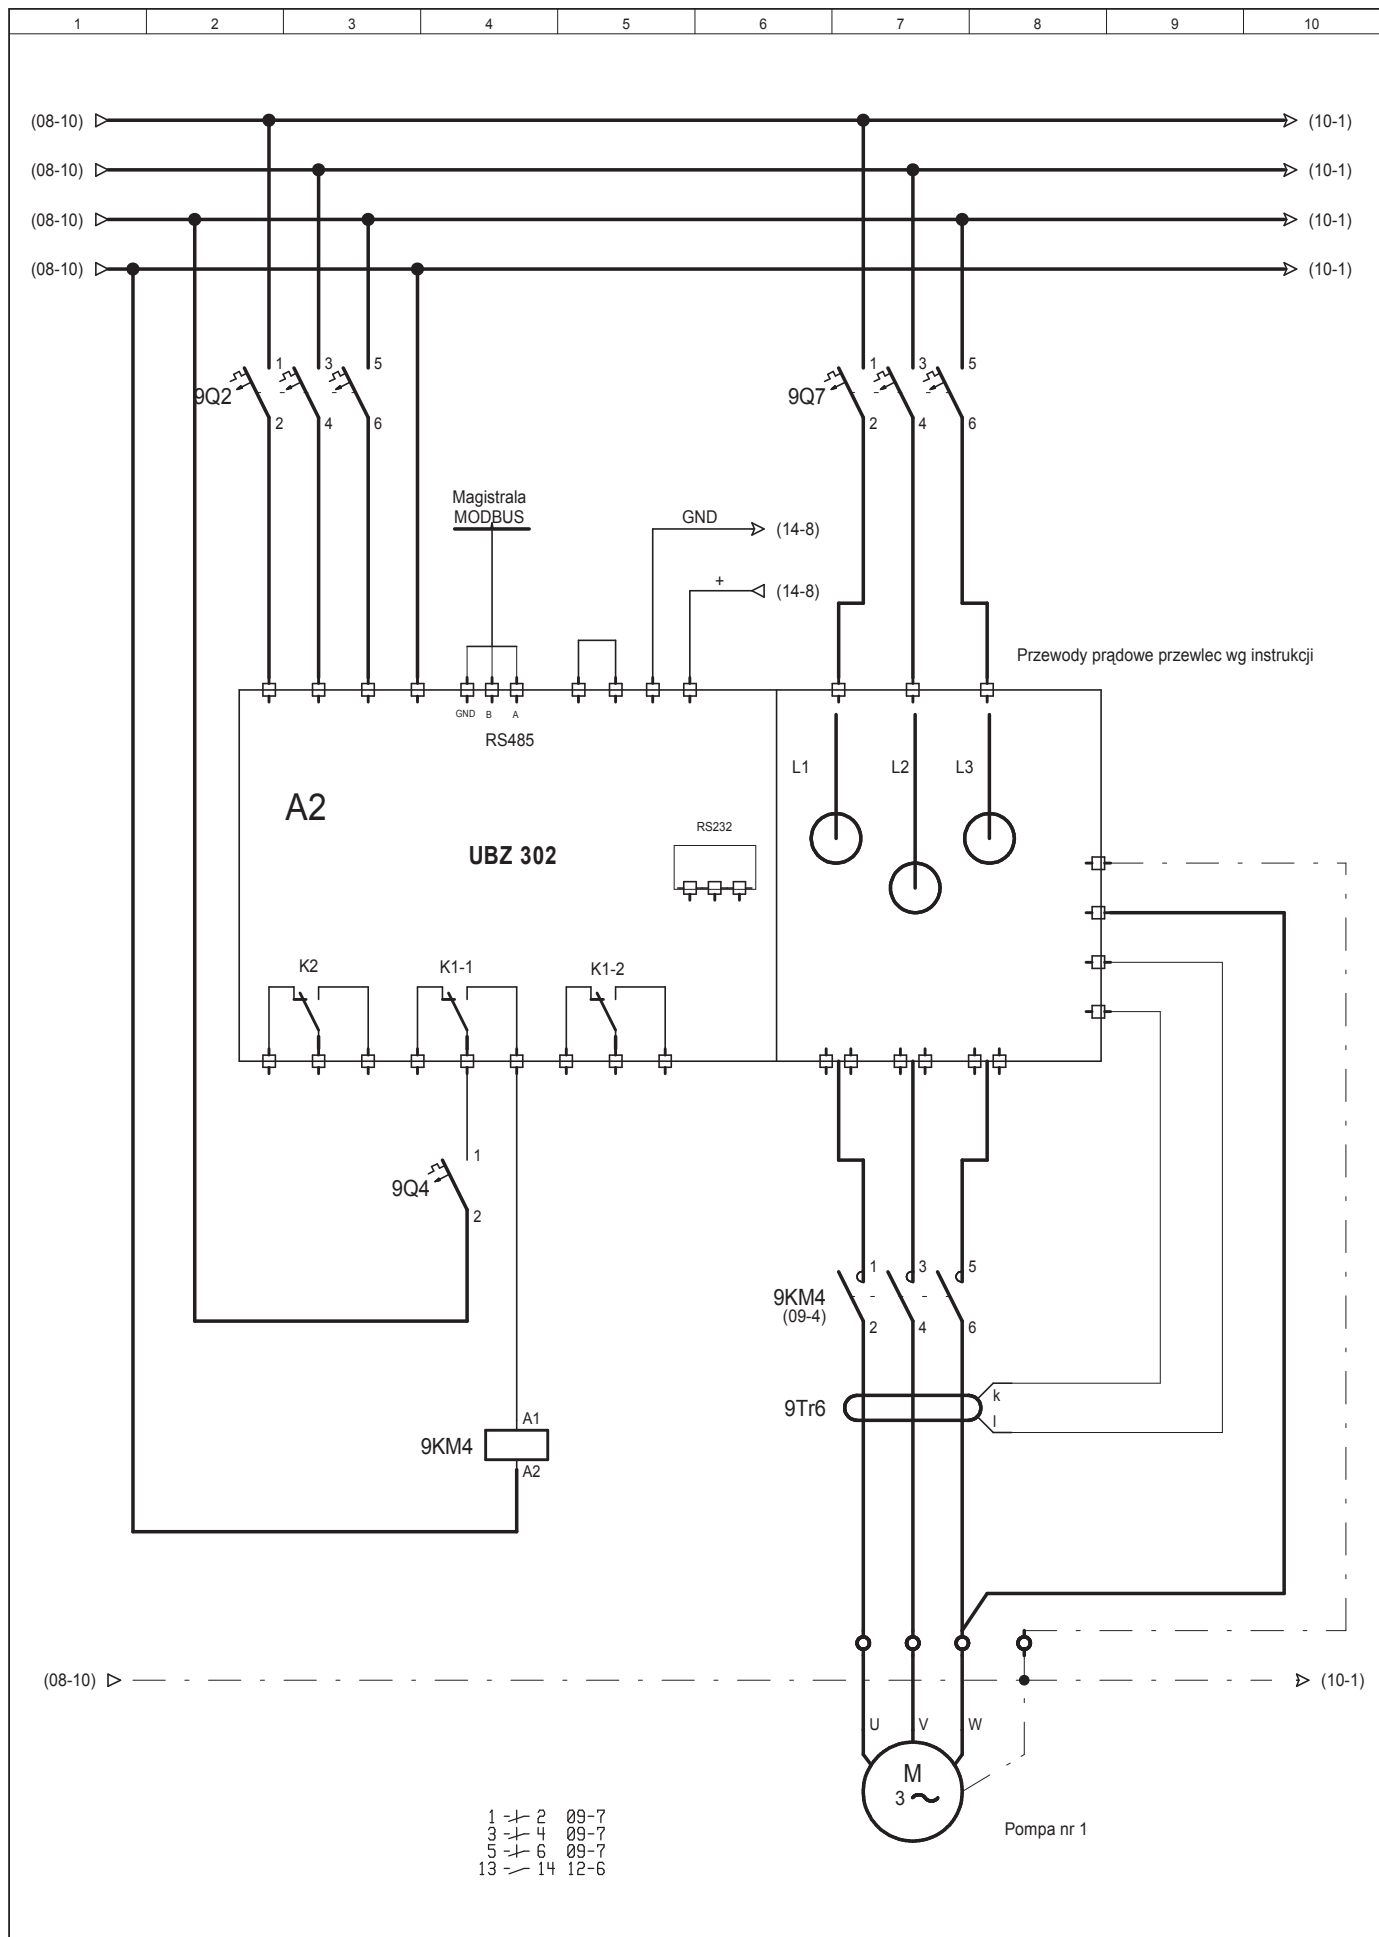 1 2 3 4 5 6 7 8 9 10
(08-10) (10-1)
(08-10) (10-1)
(08-10) (10-1)
(08-10) (10-1)
1 3 5 1 3 5
9Q2 9Q7
2 4 6 2 4 6
Magistrala
MODBUS
GND (14-8)
+ (14-8)
Przewody prądowe przewlec wg instrukcji
GND B A
RS485
L1 L2 L3
A2
RS232
UBZ 302
K2 K1-1 K1-2
1
9Q4
2
1 3 5
9KM4
(09-4)
2 4 6
k
9Tr6
l
A1
9KM4
A2
(08-10) (10-1)
U V W
M
3
Pompa nr 1
1 2 09-7
3 4 09-7
5 6 09-7
13 14 12-6